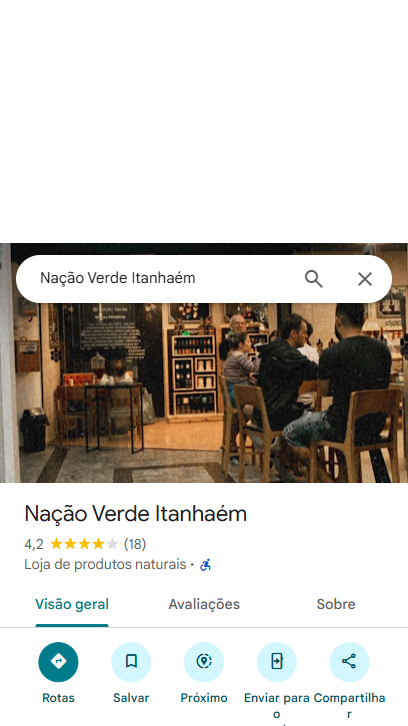 Nação Verde Itanhaém
Nação Verde Itanhaém
4,2 (18)
Loja de produtos naturais ·
Visão geral Avaliações Sobre
Rotas Salvar Próximo Enviar para o Compartilhar